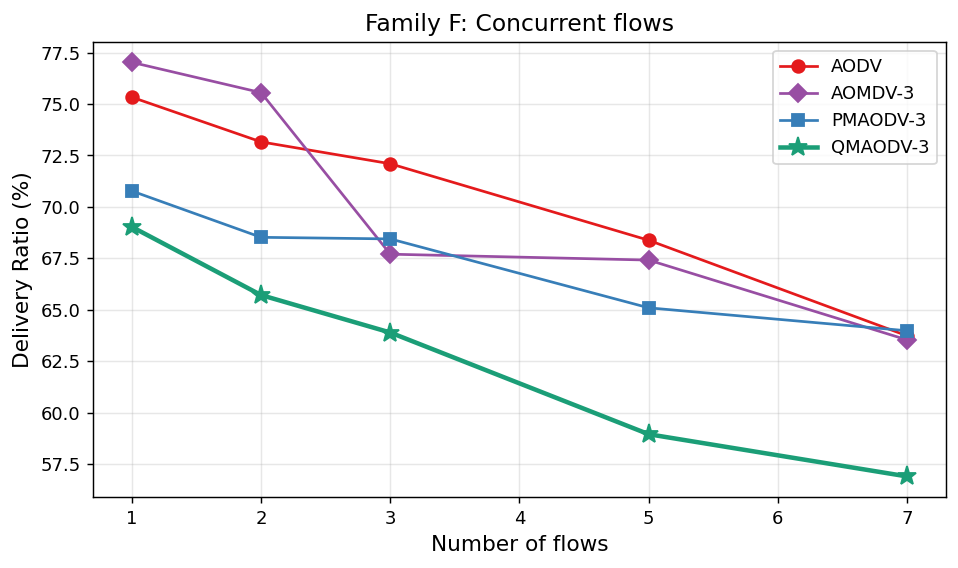 Family F: Concurrent flows
77.5
75.0
72.5
70.0
67.5
65.0
62.5
60.0
57.5
Delivery Ratio (%)
AODV
AOMDV-3
PMAODV-3
QMAODV-3
1 2 3 4 5 6 7
Number of flows